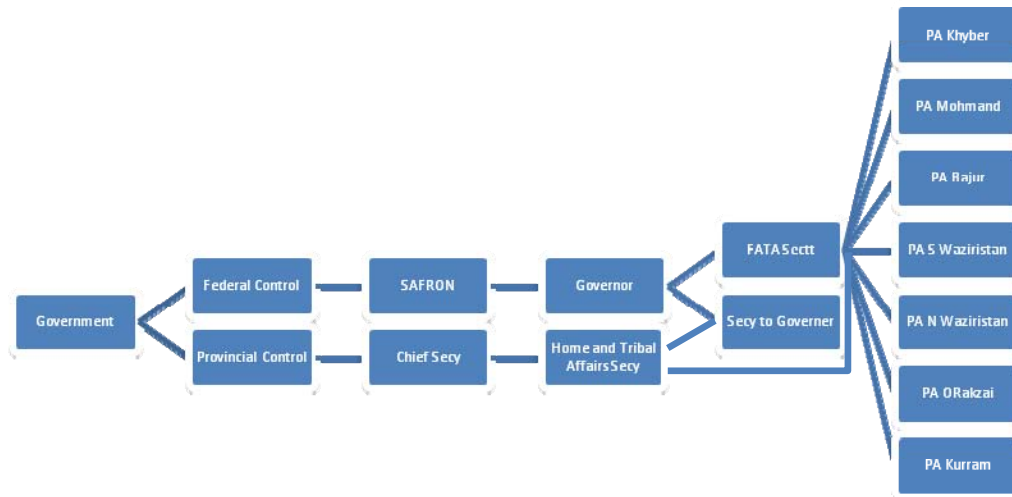 Government
Federal Control
Provincial Control
SAFRON
Chief Secy
Governor
Home and Tribal
Affairs Secy
FATA Sectt
Secy to Governer
PA Khyber
PA Mohmand
PA Bajur
PA S Waziristan
PA N Waziristan
PA ORakzai
PA Kurram